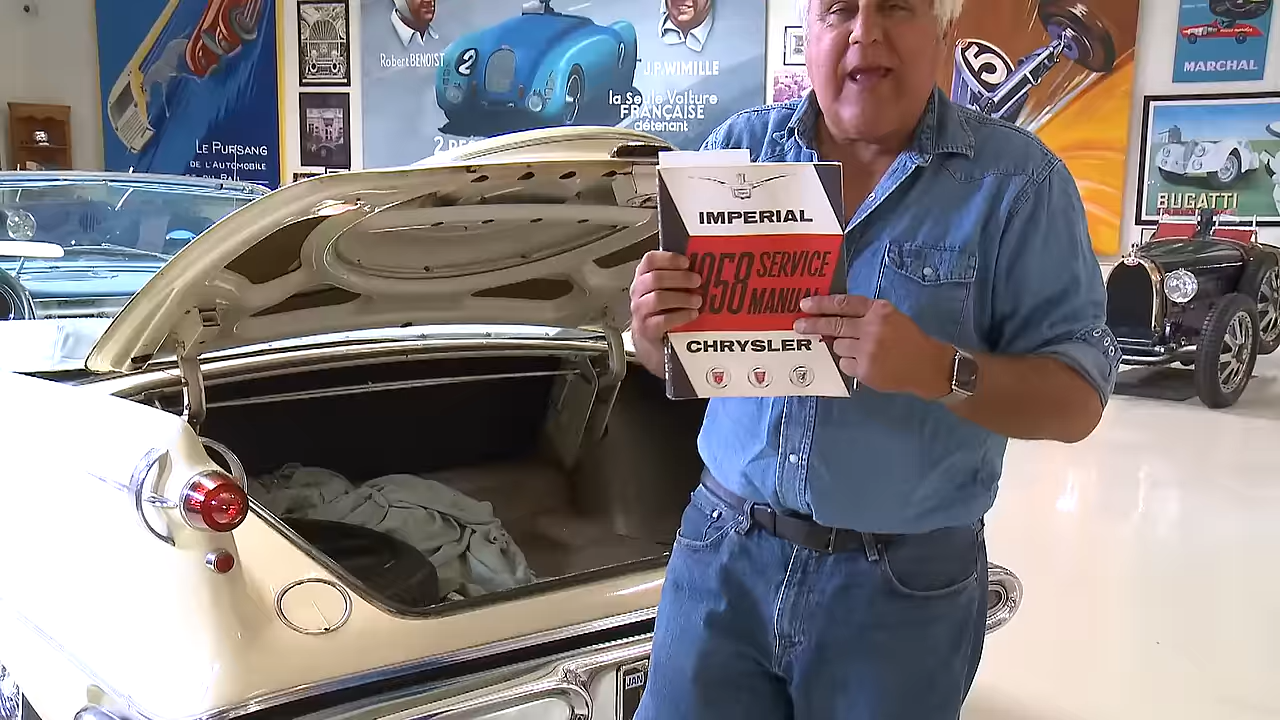 Robert BENOIST
2
J.P. WIMILLE
la Seule Voiture
FRANÇAISE
détenant
LE PURSANG
DE L'AUTOMOBILE
5
MARCHAL
BUGATTI
IMPERIAL
1958 SERVICE
MANUAL
CHRYSLER
JAN